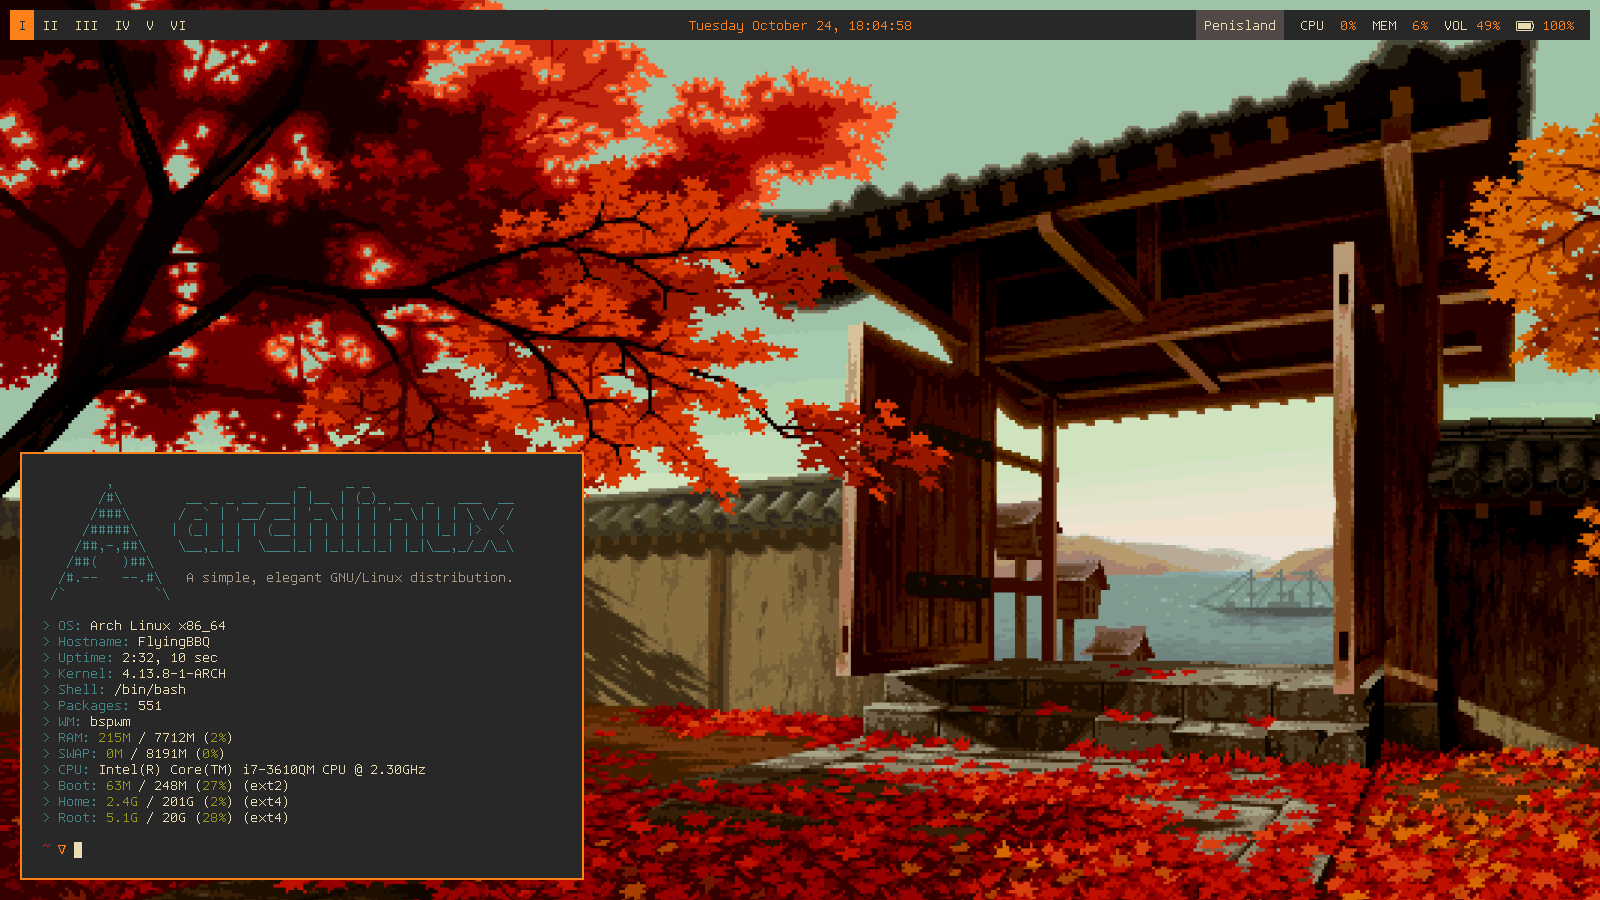 I II III IV V VI
Tuesday October 24, 18:04:58
Penisland CPU 0% MEM 6% VOL 49% 100%
archlinux
A simple, elegant GNU/Linux distribution.
> OS: Arch Linux x86_64
> Hostname: FlyingBBQ
> Uptime: 2:32, 10 sec
> Kernel: 4.13.8-1-ARCH
> Shell: /bin/bash
> Packages: 551
> WM: bspwm
> RAM: 215M / 7712M (2%)
> SWAP: 0M / 8191M (0%)
> CPU: Intel(R) Core(TM) i7-3610QM CPU @ 2.30GHz
> Boot: 63M / 248M (27%) (ext2)
> Home: 2.4G / 201G (2%) (ext4)
> Root: 5.1G / 20G (28%) (ext4)
~ ∇